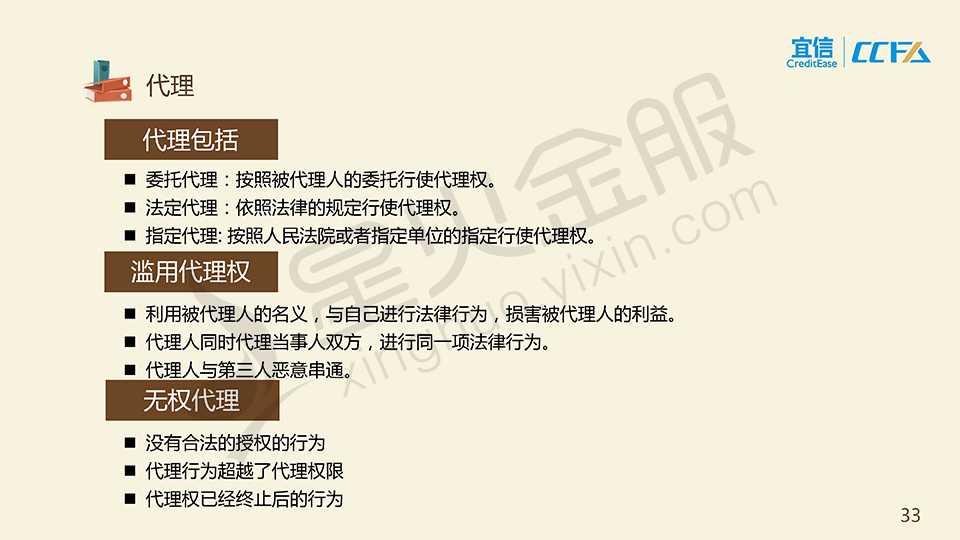 宜信
CreditEase
CCFA
代理
代理包括
■ 委托代理：按照被代理人的委托行使代理权。
■ 法定代理：依照法律的规定行使代理权。
■ 指定代理: 按照人民法院或者指定单位的指定行使代理权。
滥用代理权
■ 利用被代理人的名义，与自己进行法律行为，损害被代理人的利益。
■ 代理人同时代理当事人双方，进行同一项法律行为。
■ 代理人与第三人恶意串通。
无权代理
■ 没有合法的授权的行为
■ 代理行为超越了代理权限
■ 代理权已经终止后的行为
星火金服
xinghuo.yixin.com
33